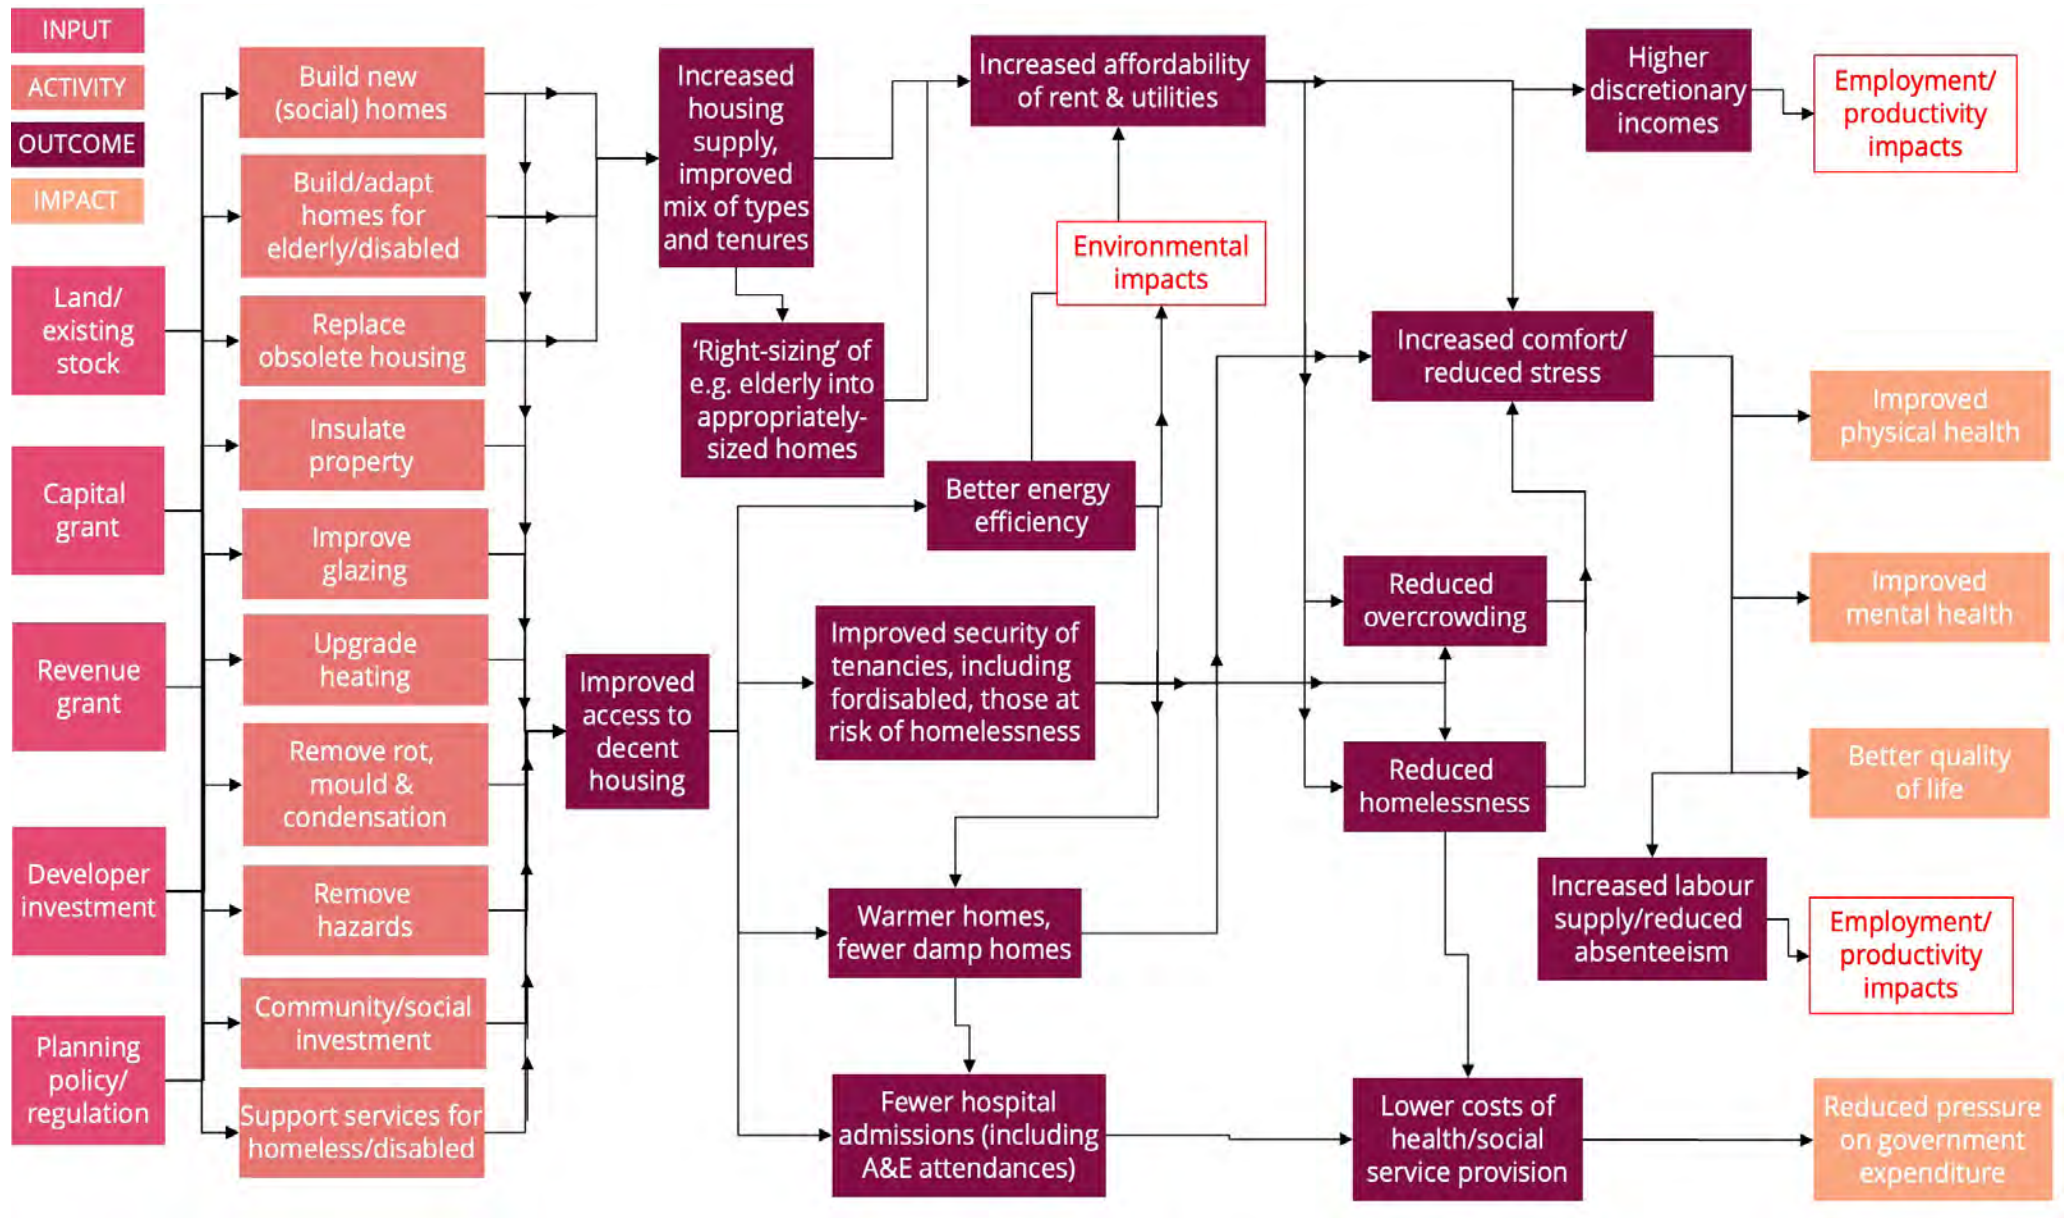 INPUT
ACTIVITY
OUTCOME
IMPACT
Land/
existing
stock
Capital
grant
Revenue
grant
Developer
investment
Planning
policy/
regulation
Build new
(social) homes
Build/adapt
homes for
elderly/disabled
Replace
obsolete housing
Insulate
property
Improve
glazing
Upgrade
heating
Remove rot,
mould &
condensation
Remove
hazards
Community/social
investment
Support services for
homeless/disabled
Increased
housing
supply,
improved
mix of types
and tenures
‘Right-sizing‘ of
e.g. elderly into
appropriately-
sized homes
Improved
access to
decent
housing
Increased affordability
of rent & utilities
Environmental
impacts
Better energy
efficiency
Improved security of
tenancies, including
fordisabled, those at
risk of homelessness
Warmer homes,
fewer damp homes
Fewer hospital
admissions (including
A&E attendances)
Higher
discretionary
incomes
Employment/
productivity
impacts
Increased comfort/
reduced stress
Reduced
overcrowding
Reduced
homelessness
Increased labour
supply/reduced
absenteeism
Lower costs of
health/social
service provision
Improved
physical health
Improved
mental health
Better quality
of life
Employment/
productivity
impacts
Reduced pressure
on government
expenditure